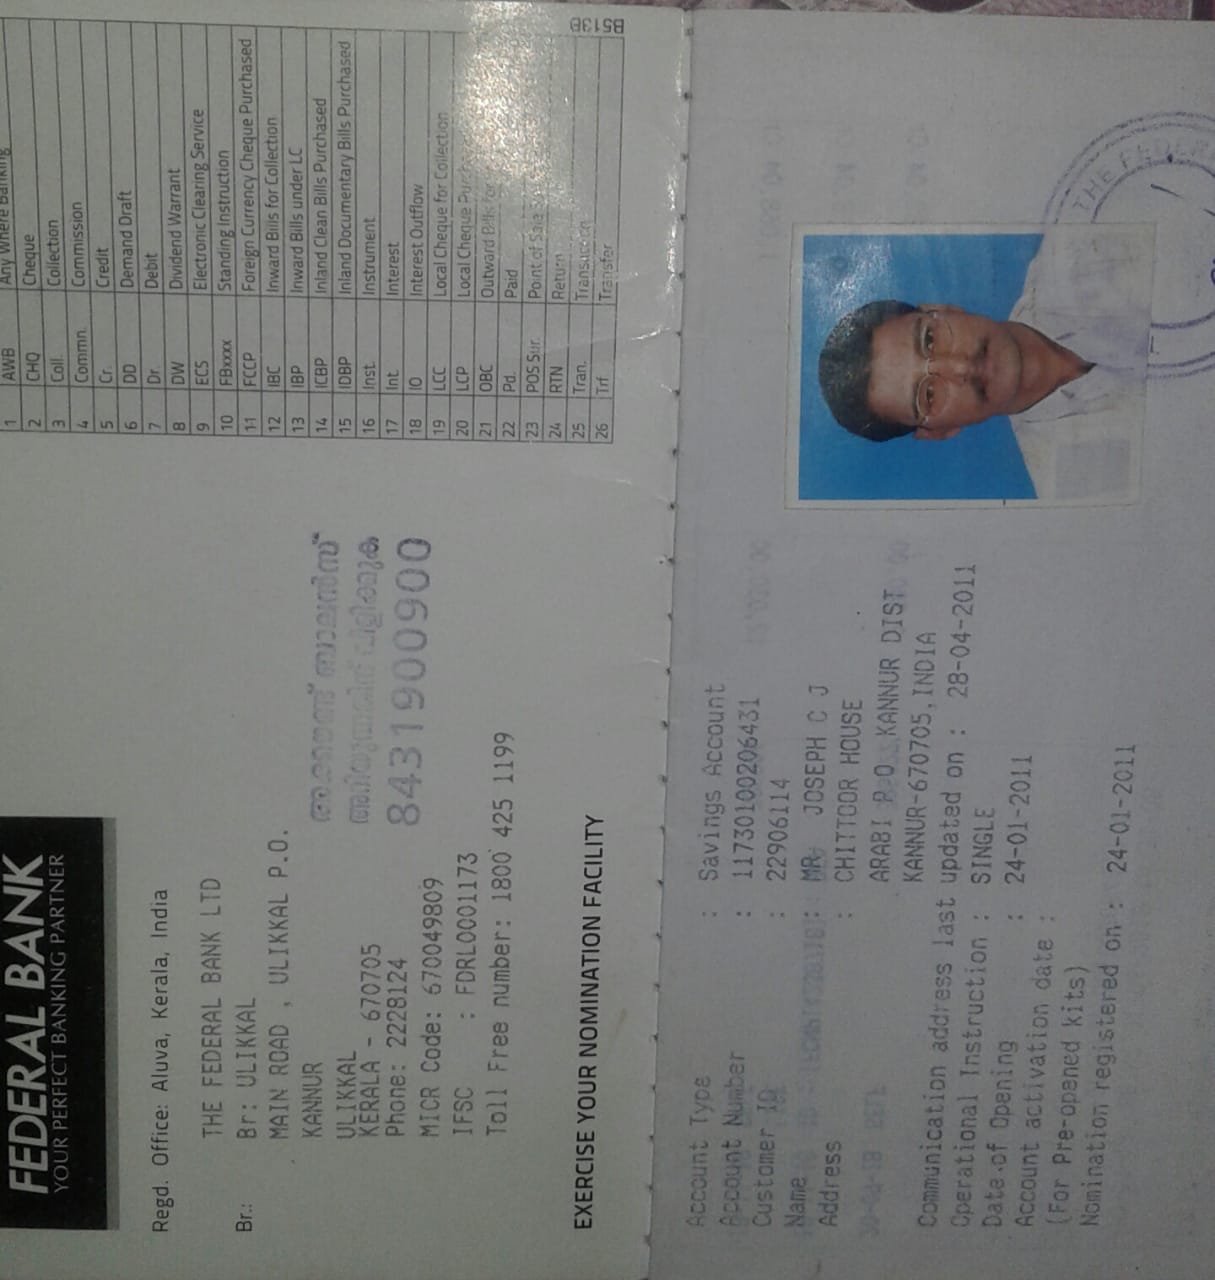 FEDERAL BANK
YOUR PERFECT BANKING PARTNER
Regd. Office: Aluva, Kerala, India
THE FEDERAL BANK LTD
Br.: Br: ULIKKAL
MAIN ROAD , ULIKKAL P.O.
KANNUR
ULIKKAL
KERALA - 670705
Phone: 2228124
MICR Code: 670049809
IFSC : FDRL0001173
Toll Free number: 1800 425 1199
അക്കൗണ്ട് ബാലൻസ്
അറിയുന്നതിന് വിളിക്കുക
8431900900
EXERCISE YOUR NOMINATION FACILITY
1 AWB Any Where Banking
2 CHQ Cheque
3 Coll. Collection
4 Commn. Commission
5 Cr. Credit
6 DD Demand Draft
7 Dr. Debit
8 DW Dividend Warrant
9 ECS Electronic Clearing Service
10 FBxxxx Standing Instruction
11 FCCP Foreign Currency Cheque Purchased
12 IBC Inward Bills for Collection
13 IBP Inward Bills under LC
14 ICBP Inland Clean Bills Purchased
15 IDBP Inland Documentary Bills Purchased
16 Inst. Instrument
17 Int. Interest
18 IO Interest Outflow
19 LCC Local Cheque for Collection
20 LCP Local Cheque
21 OBC Outward Bills for
22 Pd. Paid
23 POS Sur. Point of Sale
24 RTN Return
25 Tran. Transaction
26 Trf Transfer
B513B
Account Type : Savings Account
Account Number : 11730100206431
Customer ID : 22906114
Name : MR. JOSEPH C J
Address : CHITTOOR HOUSE
ARABI P.O. KANNUR DIST
KANNUR-670705,INDIA
Communication address last updated on : 28-04-2011
Operational Instruction : SINGLE
Date of Opening : 24-01-2011
Account activation date :
(For Pre-opened kits)
Nomination registered on : 24-01-2011
THE FEDER